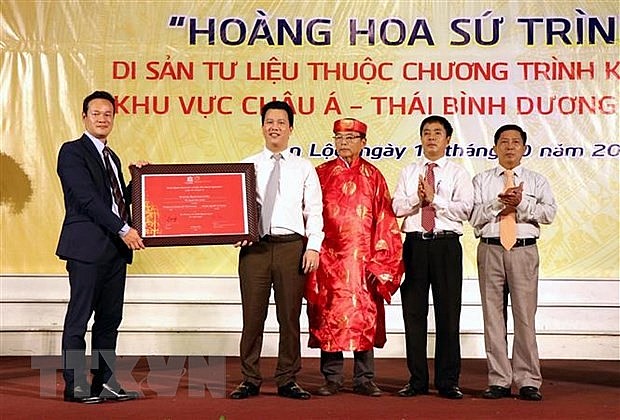 "HOÀNG HOA SỨ TRÌN
DI SẢN TƯ LIỆU THUỘC CHƯƠNG TRÌNH K
KHU VỰC CHÂU Á - THÁI BÌNH DƯƠNG
n Lộc, ngày 1 0 năm 20
TTXVN